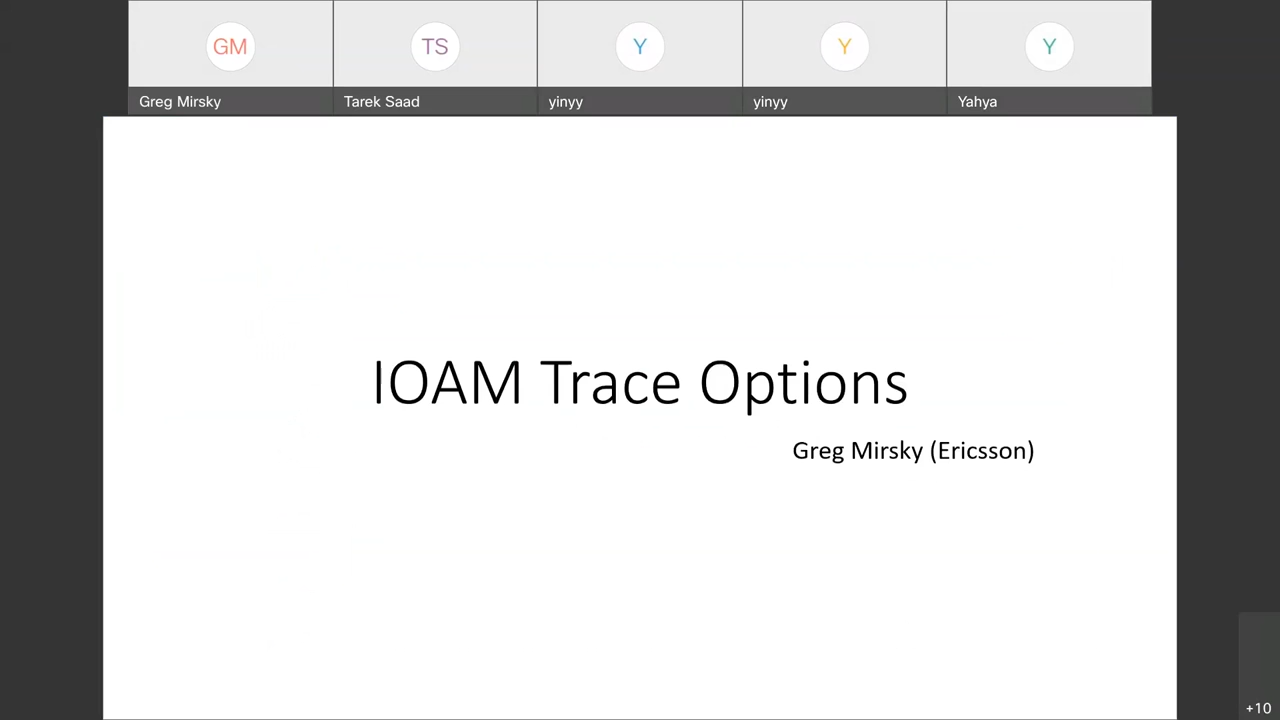 GM
TS
Y
Y
Y
Greg Mirsky
Tarek Saad
yinyy
yinyy
Yahya
IOAM Trace Options
Greg Mirsky (Ericsson)
+10